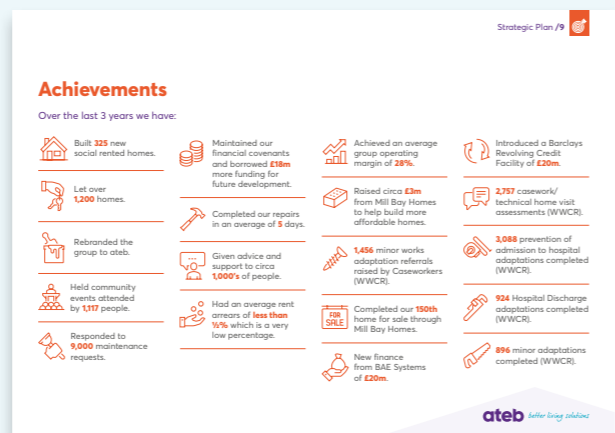 Strategic Plan /9
Achievements
Over the last 3 years we have:
Built 325 new
social rented homes.
Let over
1,200 homes.
Rebranded the
group to ateb.
Held community
events attended
by 1,117 people.
Responded to
9,000 maintenance
requests.
Maintained our
financial covenants
and borrowed £18m
more funding for
future development.
Completed our repairs
in an average of 5 days.
Given advice and
support to circa
1,000's of people.
Had an average rent
arrears of less than
½% which is a very
low percentage.
Achieved an average
group operating
margin of 28%.
Raised circa £3m
from Mill Bay Homes
to help build more
affordable homes.
1,456 minor works
adaptation referrals
raised by Caseworkers
(WWCR).
FOR
SALE
Completed our 150th
home for sale through
Mill Bay Homes.
New finance
from BAE Systems
of £20m.
Introduced a Barclays
Revolving Credit
Facility of £20m.
2,757 casework/
technical home visit
assessments (WWCR).
3,088 prevention of
admission to hospital
adaptations completed
(WWCR).
924 Hospital Discharge
adaptations completed
(WWCR).
896 minor adaptations
completed (WWCR).
ateb better living solutions